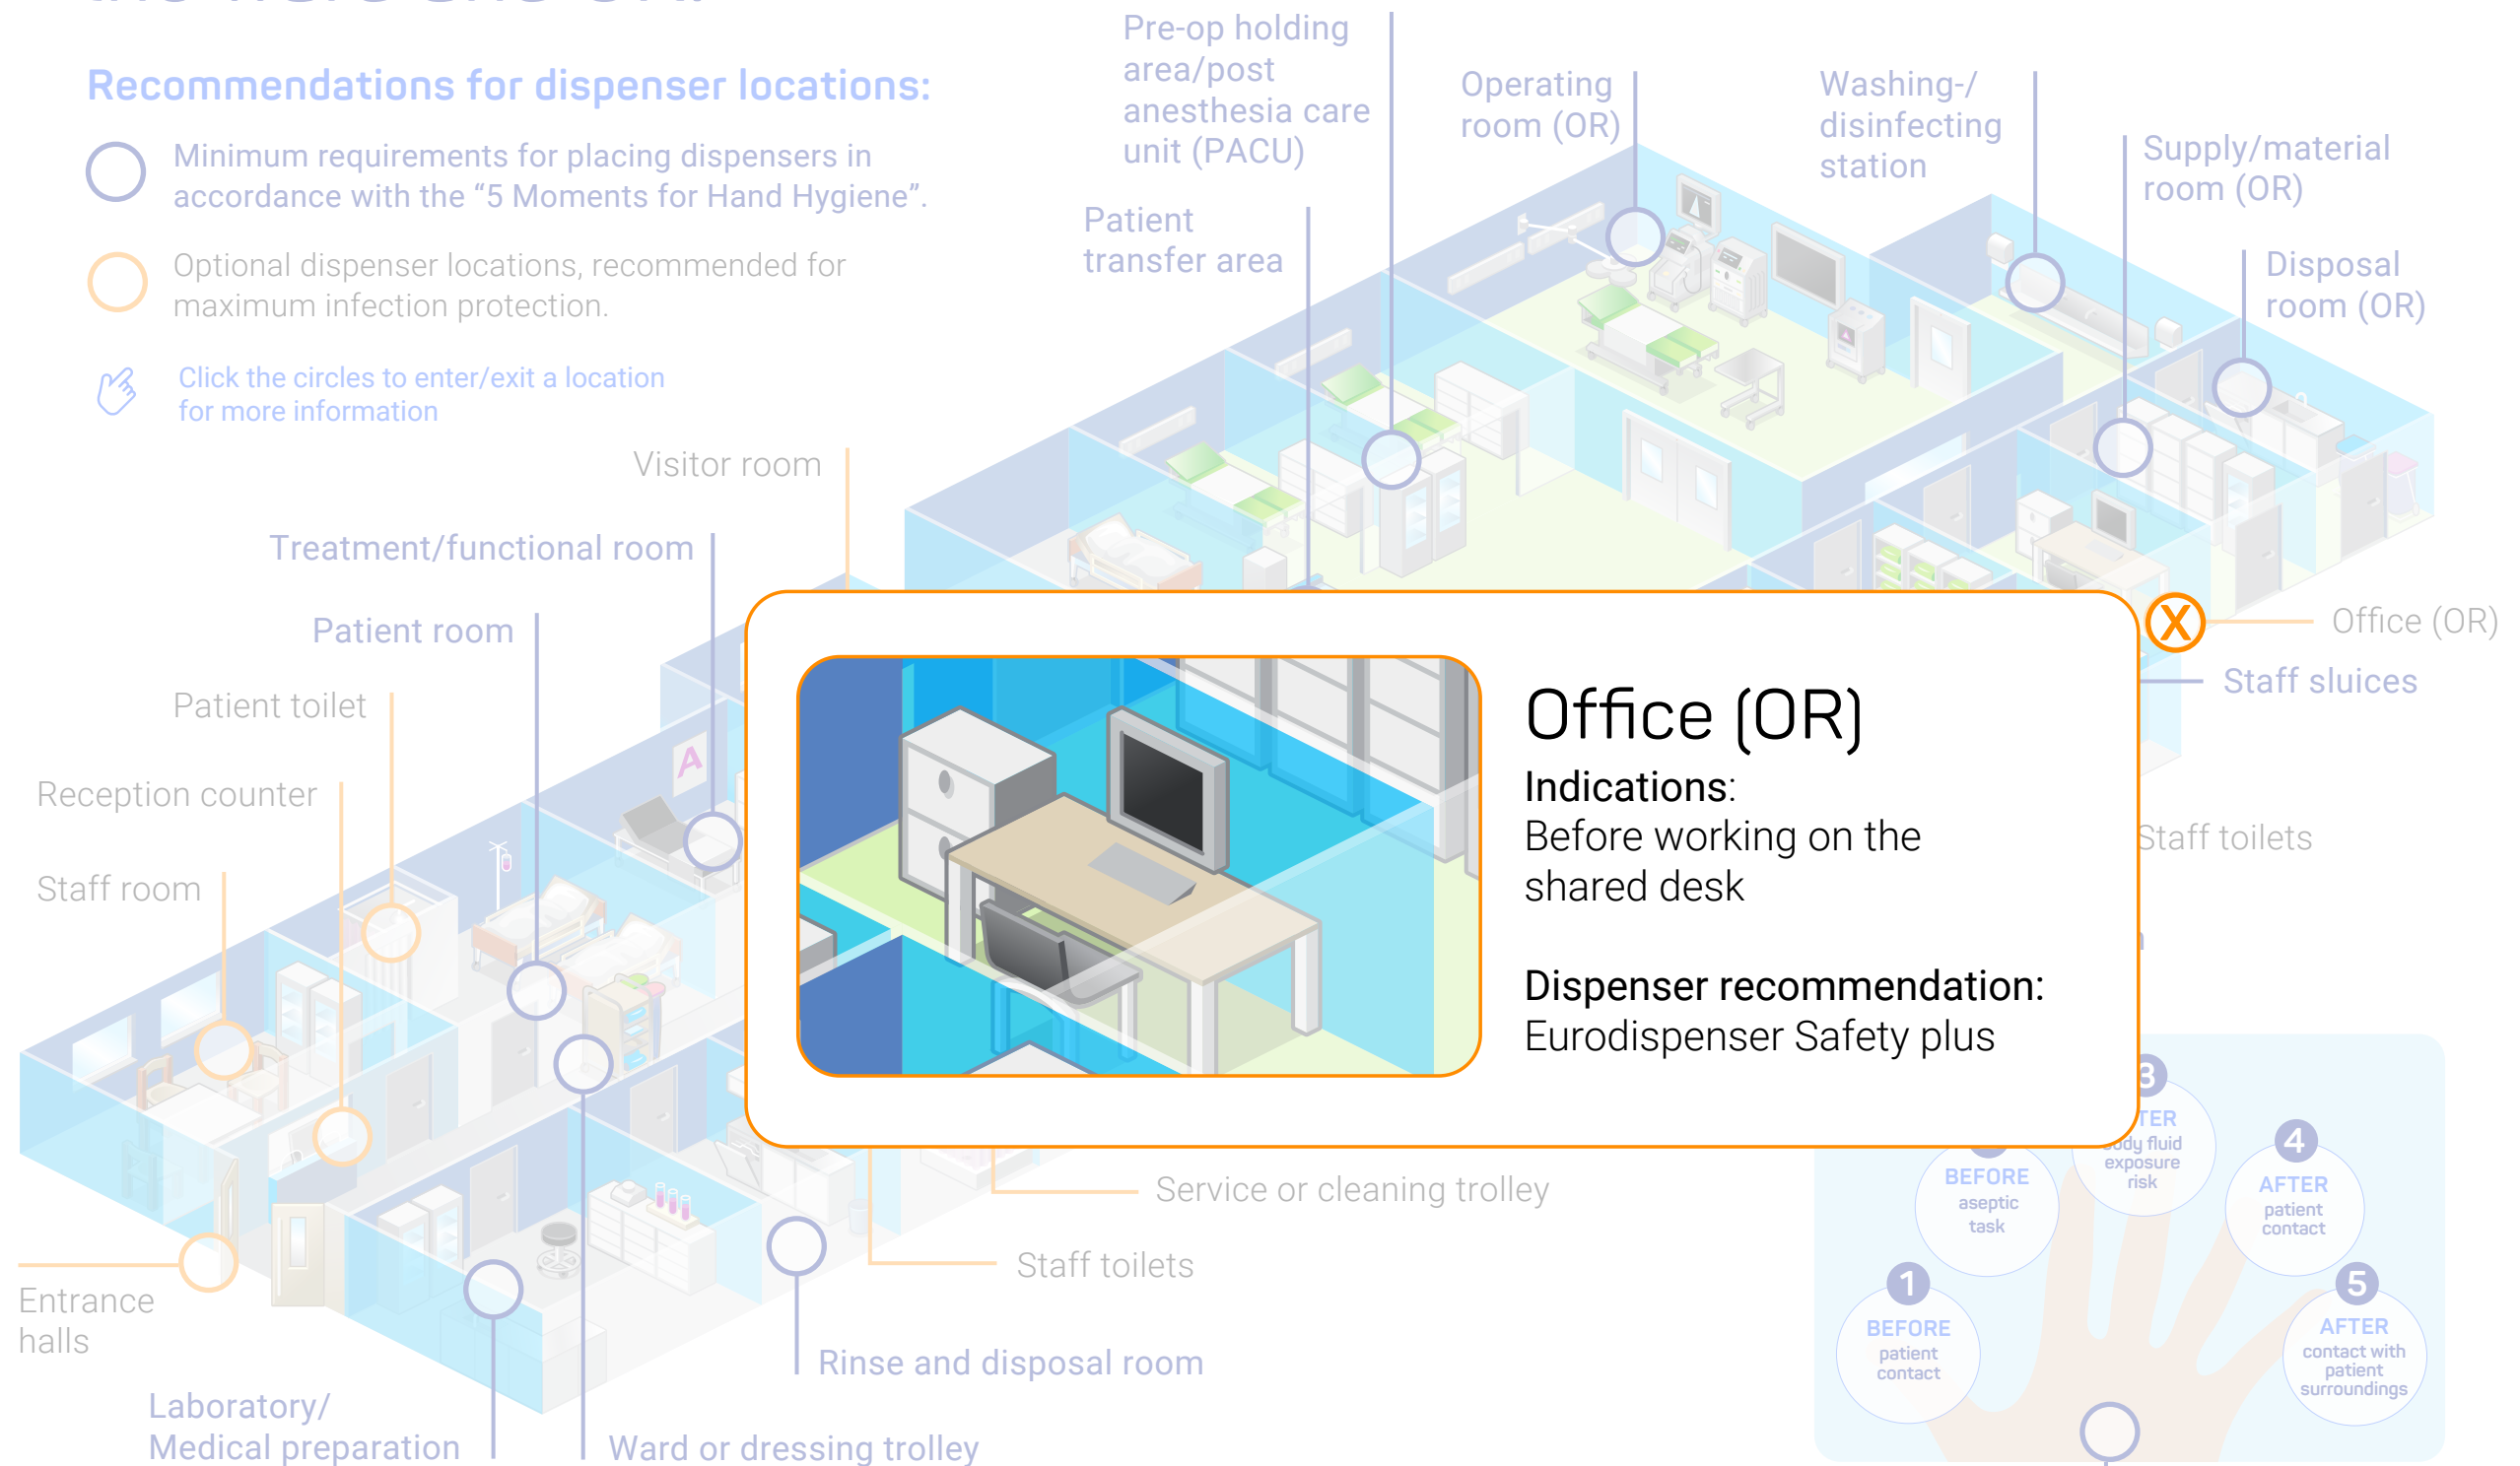 Recommendations for dispenser locations:
Minimum requirements for placing dispensers in
accordance with the “5 Moments for Hand Hygiene”.
Optional dispenser locations, recommended for
maximum infection protection.
Click the circles to enter/exit a location
for more information
Pre-op holding
area/post
anesthesia care
unit (PACU)
Operating
room (OR)
Washing-/
disinfecting
station
Supply/material
room (OR)
Disposal
room (OR)
Patient
transfer area
Visitor room
Treatment/functional room
Patient room
Patient toilet
Reception counter
Staff room
X
Office (OR)
Staff sluices
Staff toilets
A
Office (OR)
Indications:
Before working on the
shared desk
Dispenser recommendation:
Eurodispenser Safety plus
Service or cleaning trolley
Staff toilets
Entrance
halls
Rinse and disposal room
Laboratory/
Medical preparation
Ward or dressing trolley
1
BEFORE
patient
contact
BEFORE
aseptic
task
3
body fluid
exposure
risk
4
AFTER
patient
contact
5
AFTER
contact with
patient
surroundings